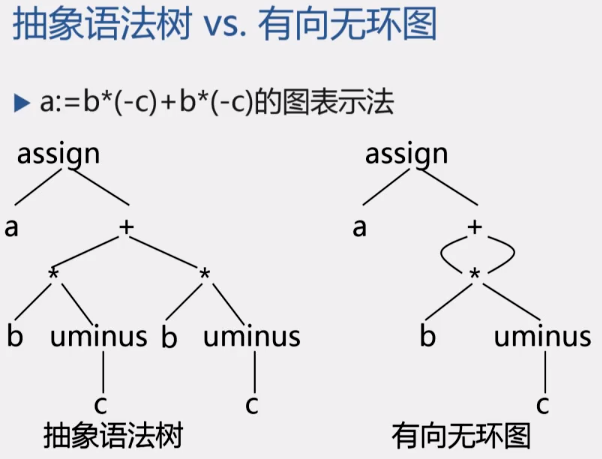 抽象语法树 vs. 有向无环图
a:=b*(-c)+b*(-c)的图表示法
assign assign
a + a +
* * *
b uminus b uminus b uminus
c c c
抽象语法树 有向无环图